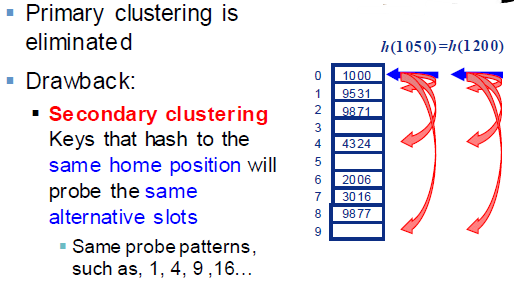 Primary clustering is
eliminated
Drawback:
Secondary clustering
Keys that hash to the
same home position will
probe the same
alternative slots
Same probe patterns,
such as, 1, 4, 9 ,16...
h(1050)=h(1200)
0 1000
1 9531
2 9871
3
4 4324
5
6 2006
7 3016
8 9877
9